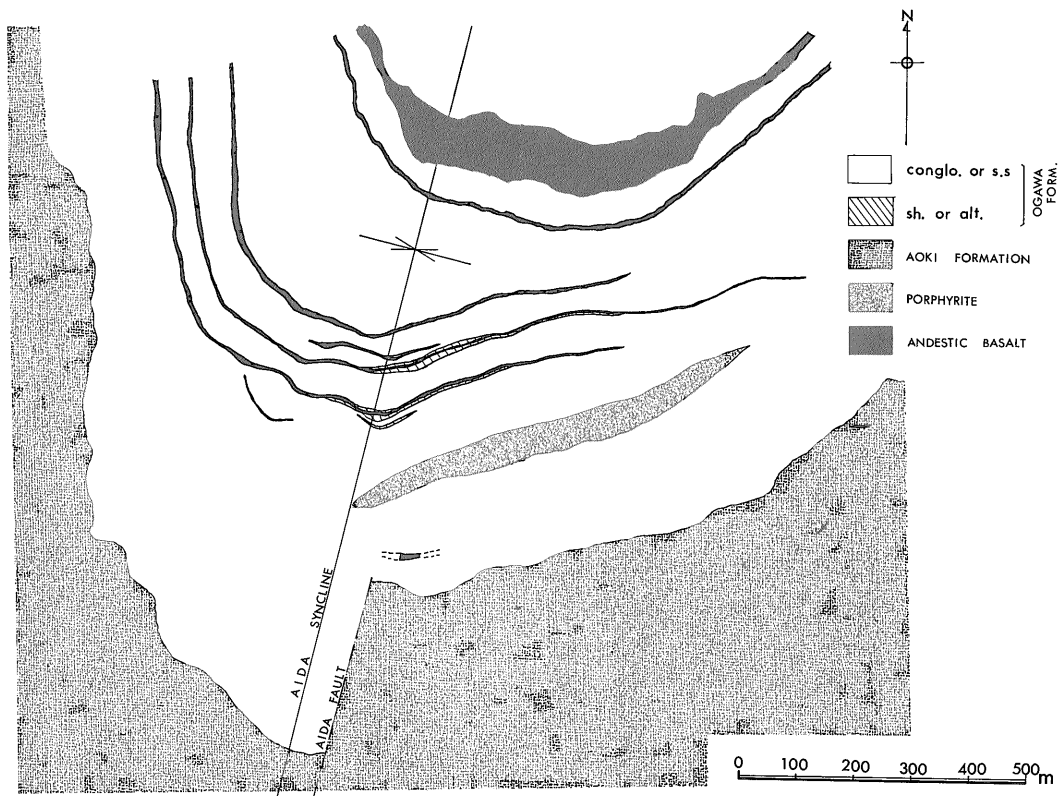 N
conglo. or s.s
sh. or alt.
OGAWA FORM.
AOKI FORMATION
PORPHYRITE
ANDESTIC BASALT
AIDA SYNCLINE
AIDA FAULT
0 100 200 300 400 500m